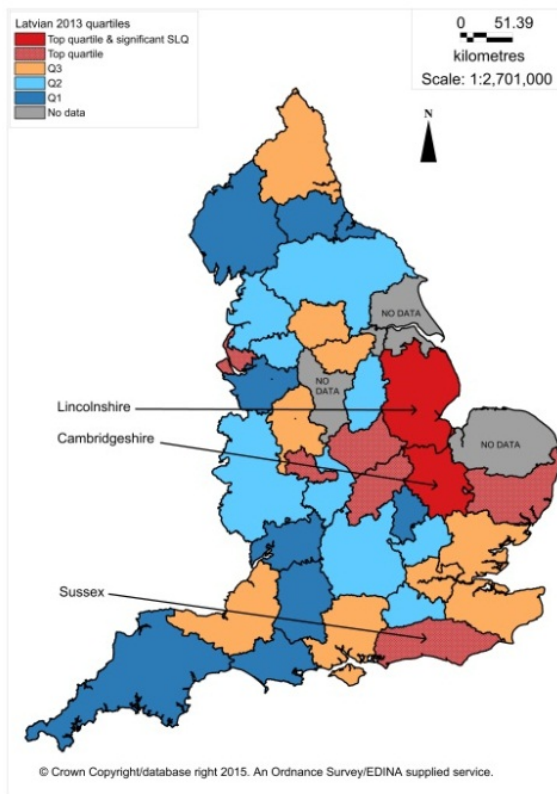 Latvian 2013 quartiles
Top quartile & significant SLQ
Top quartile
Q3
Q2
Q1
No data
0 51.39
kilometres
Scale: 1:2,701,000
N
NO DATA
NO
DATA
Lincolnshire
Cambridgeshire
NO DATA
Sussex
© Crown Copyright/database right 2015. An Ordnance Survey/EDINA supplied service.